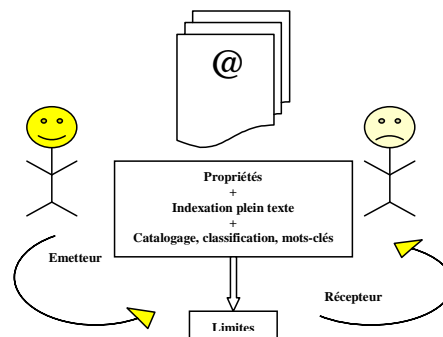 @
Propriétés
+
Indexation plein texte
+
Catalogage, classification, mots-clés
Emetteur
Récepteur
Limites